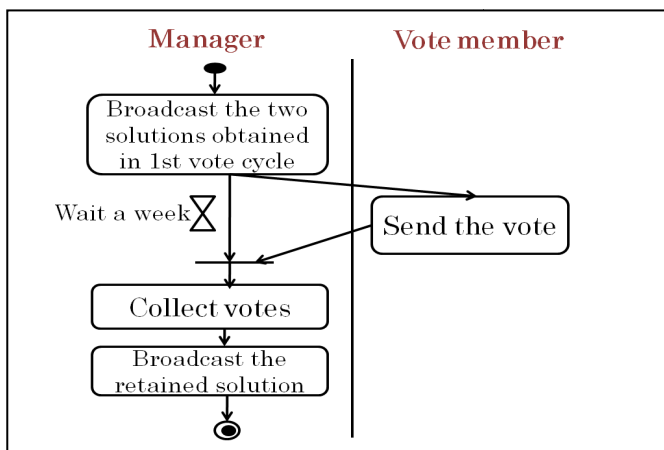 Manager
Vote member
Broadcast the two
solutions obtained
in 1st vote cycle
Wait a week
Send the vote
Collect votes
Broadcast the
retained solution